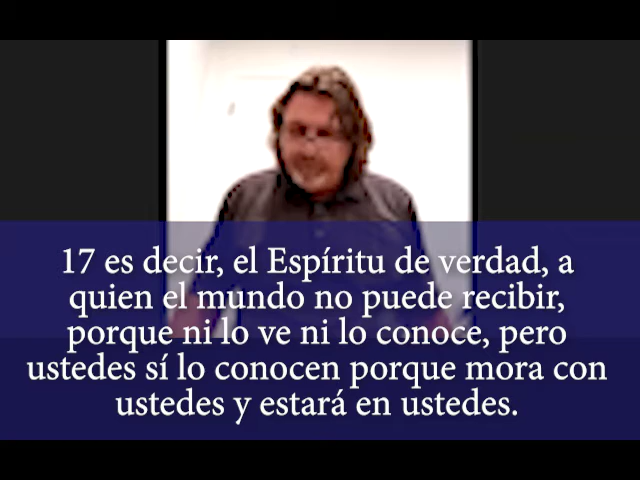 17 es decir, el Espíritu de verdad, a
quien el mundo no puede recibir,
porque ni lo ve ni lo conoce, pero
ustedes sí lo conocen porque mora con
ustedes y estará en ustedes.